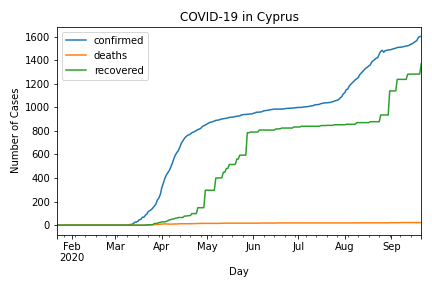 COVID-19 in Cyprus
confirmed
deaths
recovered
Number of Cases
1600
1400
1200
1000
800
600
400
200
0
Feb Mar Apr May Jun Jul Aug Sep
2020
Day